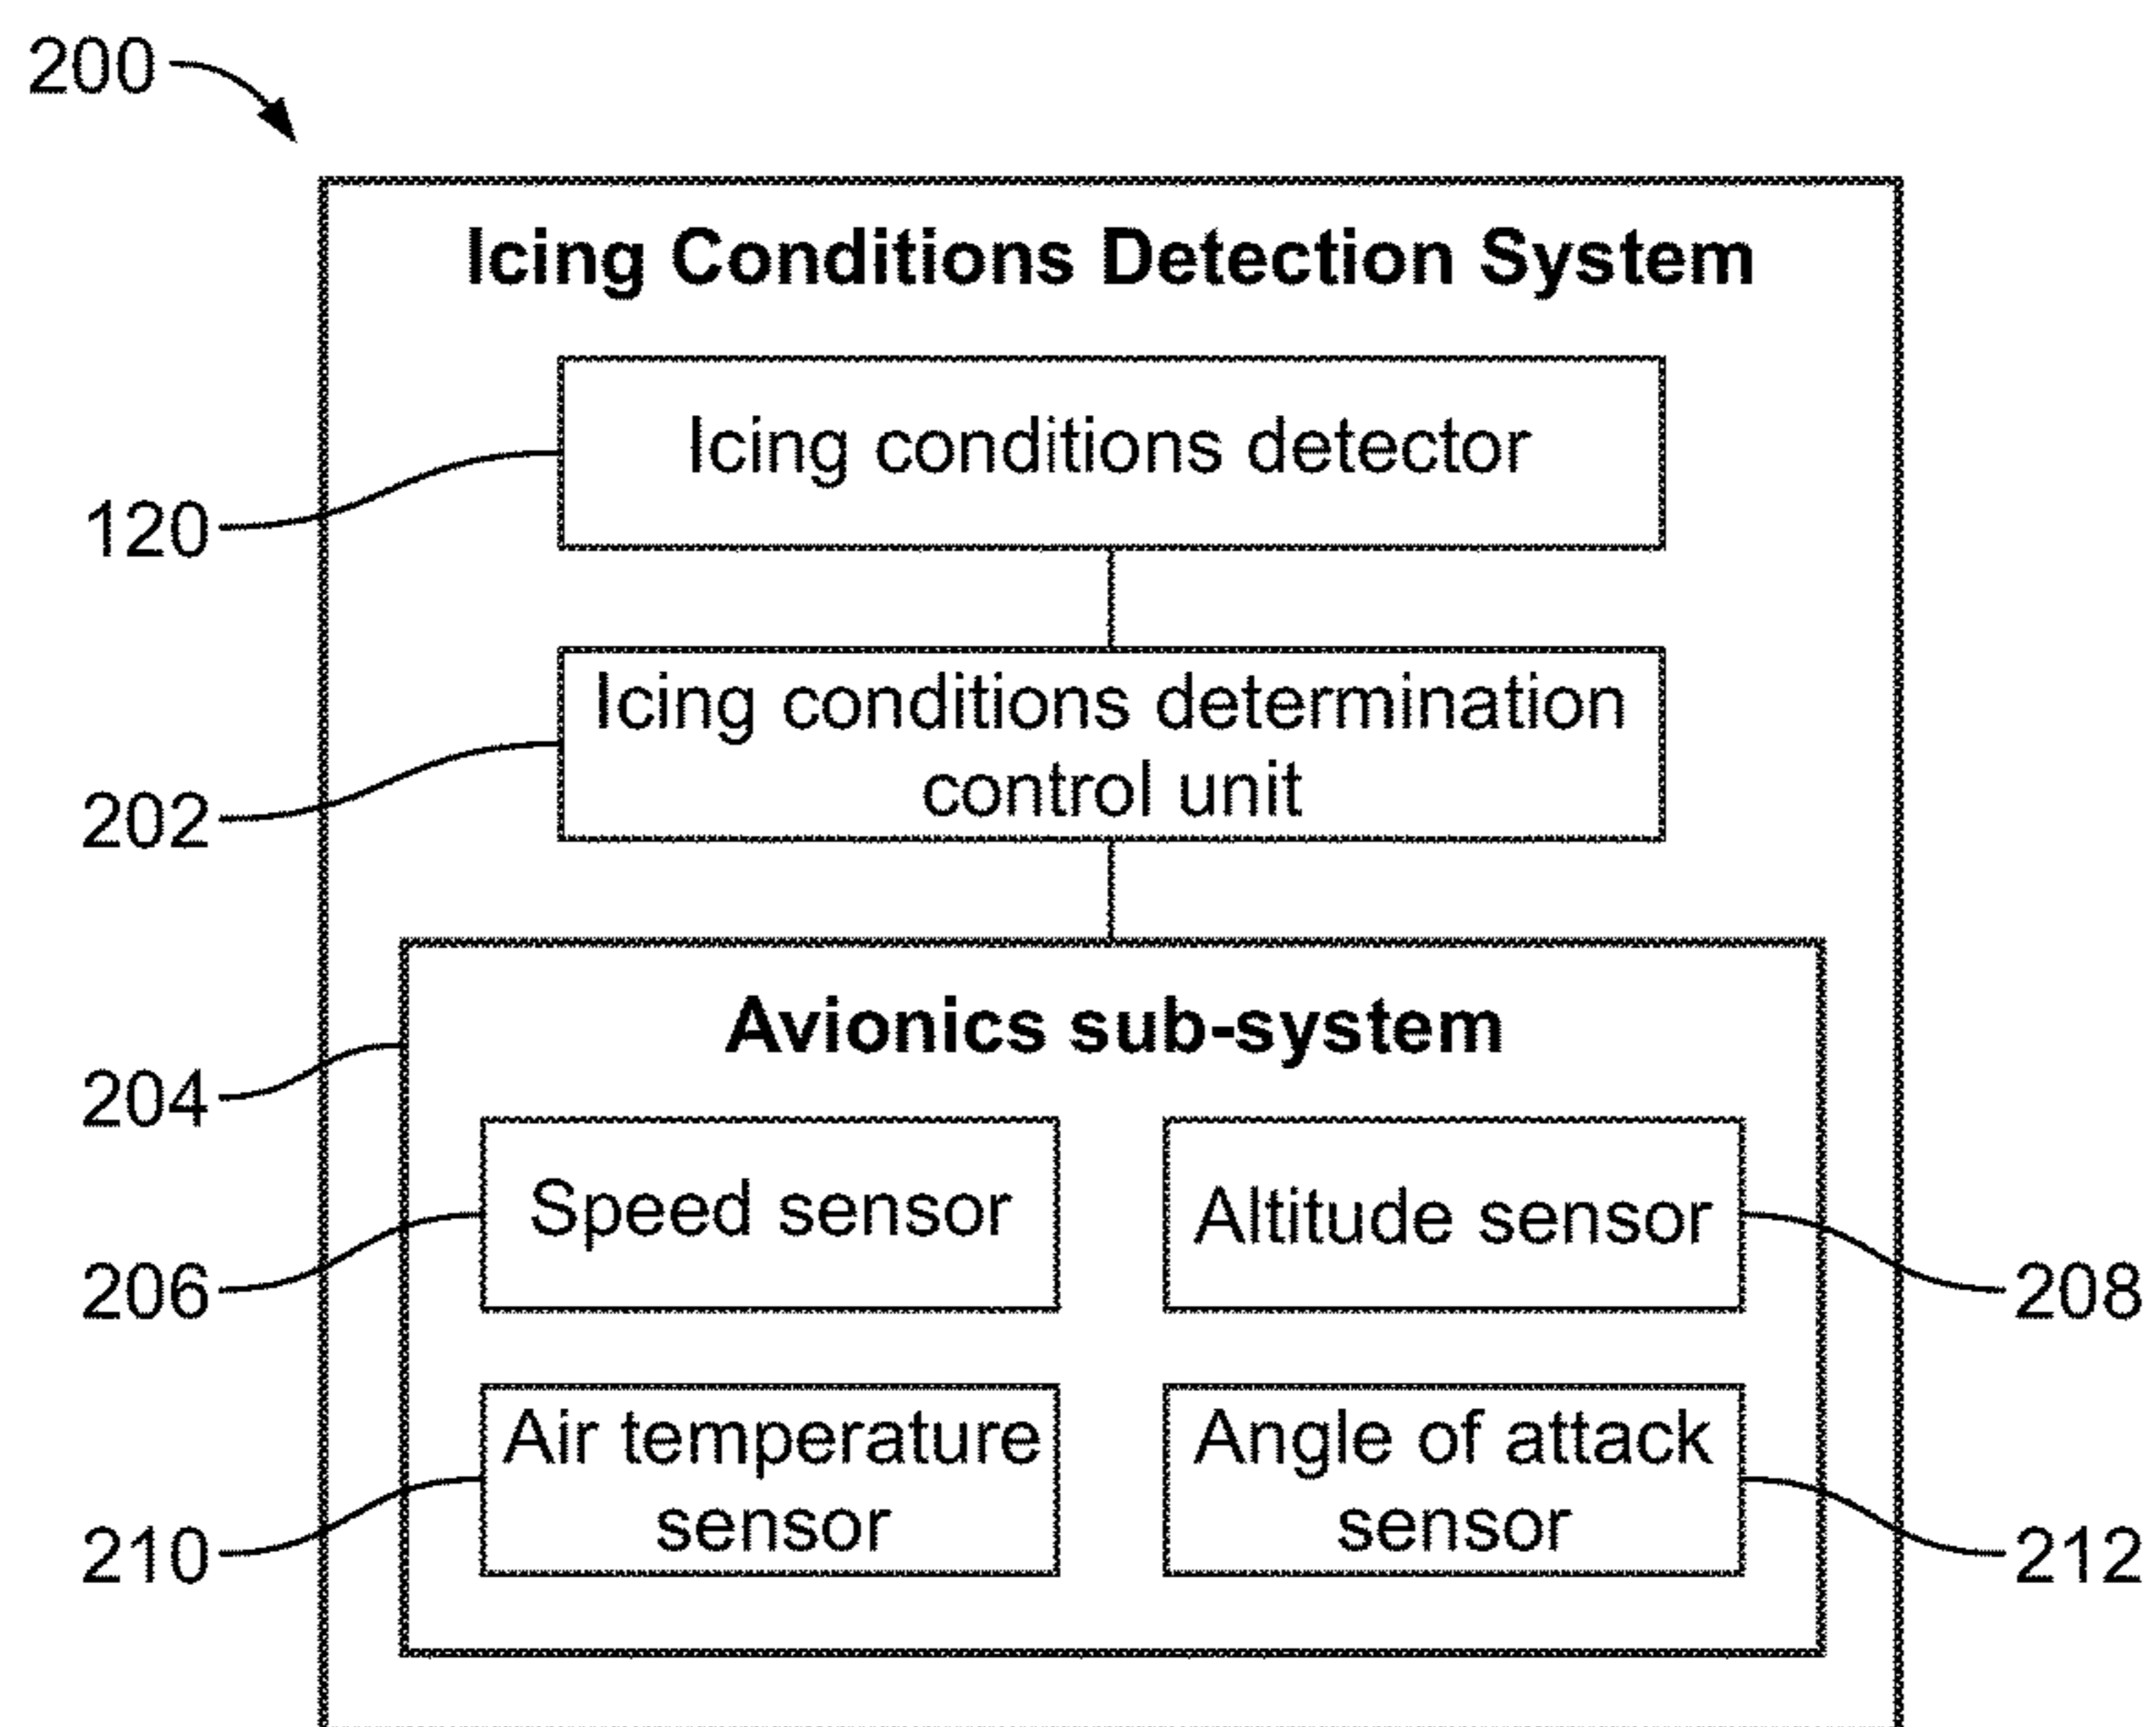 200
Icing Conditions Detection System
Icing conditions detector
120
Icing conditions determination
control unit
202
Avionics sub-system
204
Speed sensor
Altitude sensor
206
208
Air temperature
sensor
Angle of attack
sensor
210
212